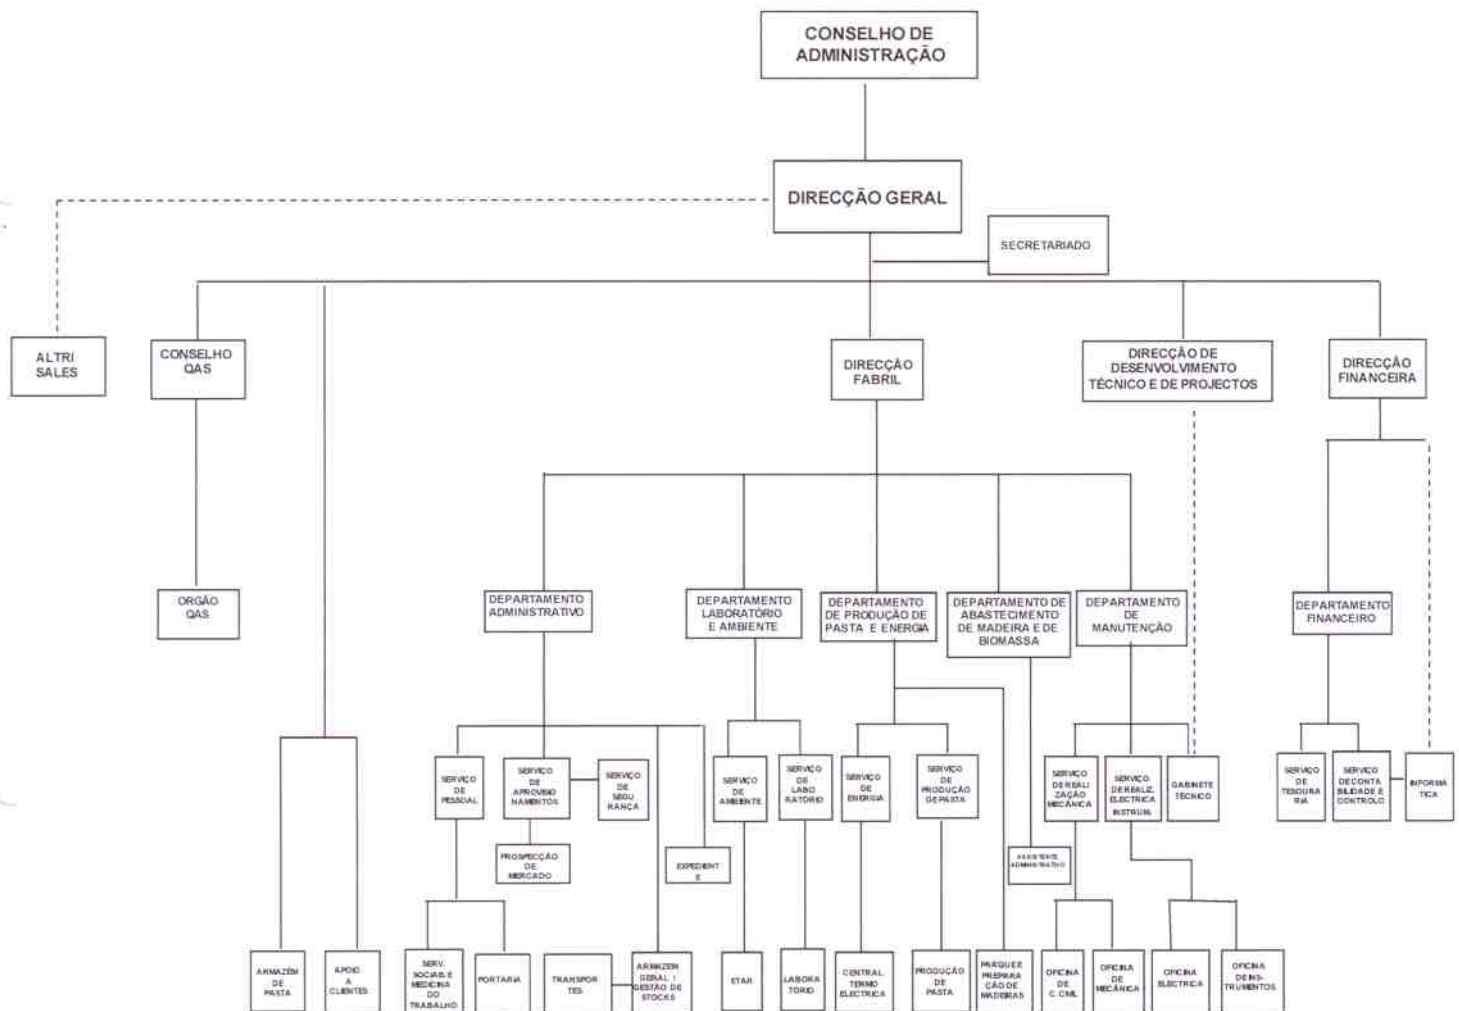 CONSELHO DE
ADMINISTRAÇÃO
DIRECÇÃO GERAL
SECRETARIADO
ALTRI
SALES
CONSELHO
QAS
DIRECÇÃO
FABRIL
DIRECÇÃO DE
DESENVOLVIMENTO
TÉCNICO E DE PROJECTOS
DIRECÇÃO
FINANCEIRA
ORGÃO
QAS
DEPARTAMENTO
ADMINISTRATIVO
DEPARTAMENTO
LABORATÓRIO
E AMBIENTE
DEPARTAMENTO
DE PRODUÇÃO DE
PASTA E ENERGIA
DEPARTAMENTO DE
ABASTECIMENTO
DE MADEIRA E DE
BIOMASSA
DEPARTAMENTO
DE
MANUTENÇÃO
DEPARTAMENTO
FINANCEIRO
SERVIÇO
DE
PESSOAL
SERVIÇO
DE
APROVISIO
NAMENTOS
SERVIÇO
DE
SEGU
RANÇA
SERVIÇO
DE
AMBIENTE
SERVIÇO
DE
LABO
RATÓRIO
SERVIÇO
DE
ENERGIA
SERVIÇO
DE
PRODUÇÃO
DE PASTA
SERVIÇO
DE REALI
ZAÇÃO
MECÂNICA
SERVIÇO
DE REALIZ.
ELECTRICA
INSTRUM.
GABINETE
TÉCNICO
SERVIÇO
DE
TESOURA
RIA
SERVIÇO
DE CONTA
BILIDADE E
CONTROLO
INFORMÁ
TICA
PROSPECÇÃO
DE
MERCADO
EXPEDIENT
E
ASSISTENTE
ADMINISTRATIVO
ARMAZÉM
DE
PASTA
APOIO
A
CLIENTES
SERV.
SOCIAIS E
MEDICINA
DO
TRABALHO
PORTARIA
TRANSPOR
TES
ARMAZEM
GERAL /
GESTÃO DE
STOCKS
ETAR
LABORA
TÓRIO
CENTRAL
TERMO
ELECTRICA
PRODUÇÃO
DE
PASTA
PARQUE E
PREPARA
ÇÃO DE
MADEIRAS
OFICINA
DE
C. CIVIL
OFICINA
DE
MECÂNICA
OFICINA
ELECTRICA
OFICINA
DE INS-
TRUMENTOS